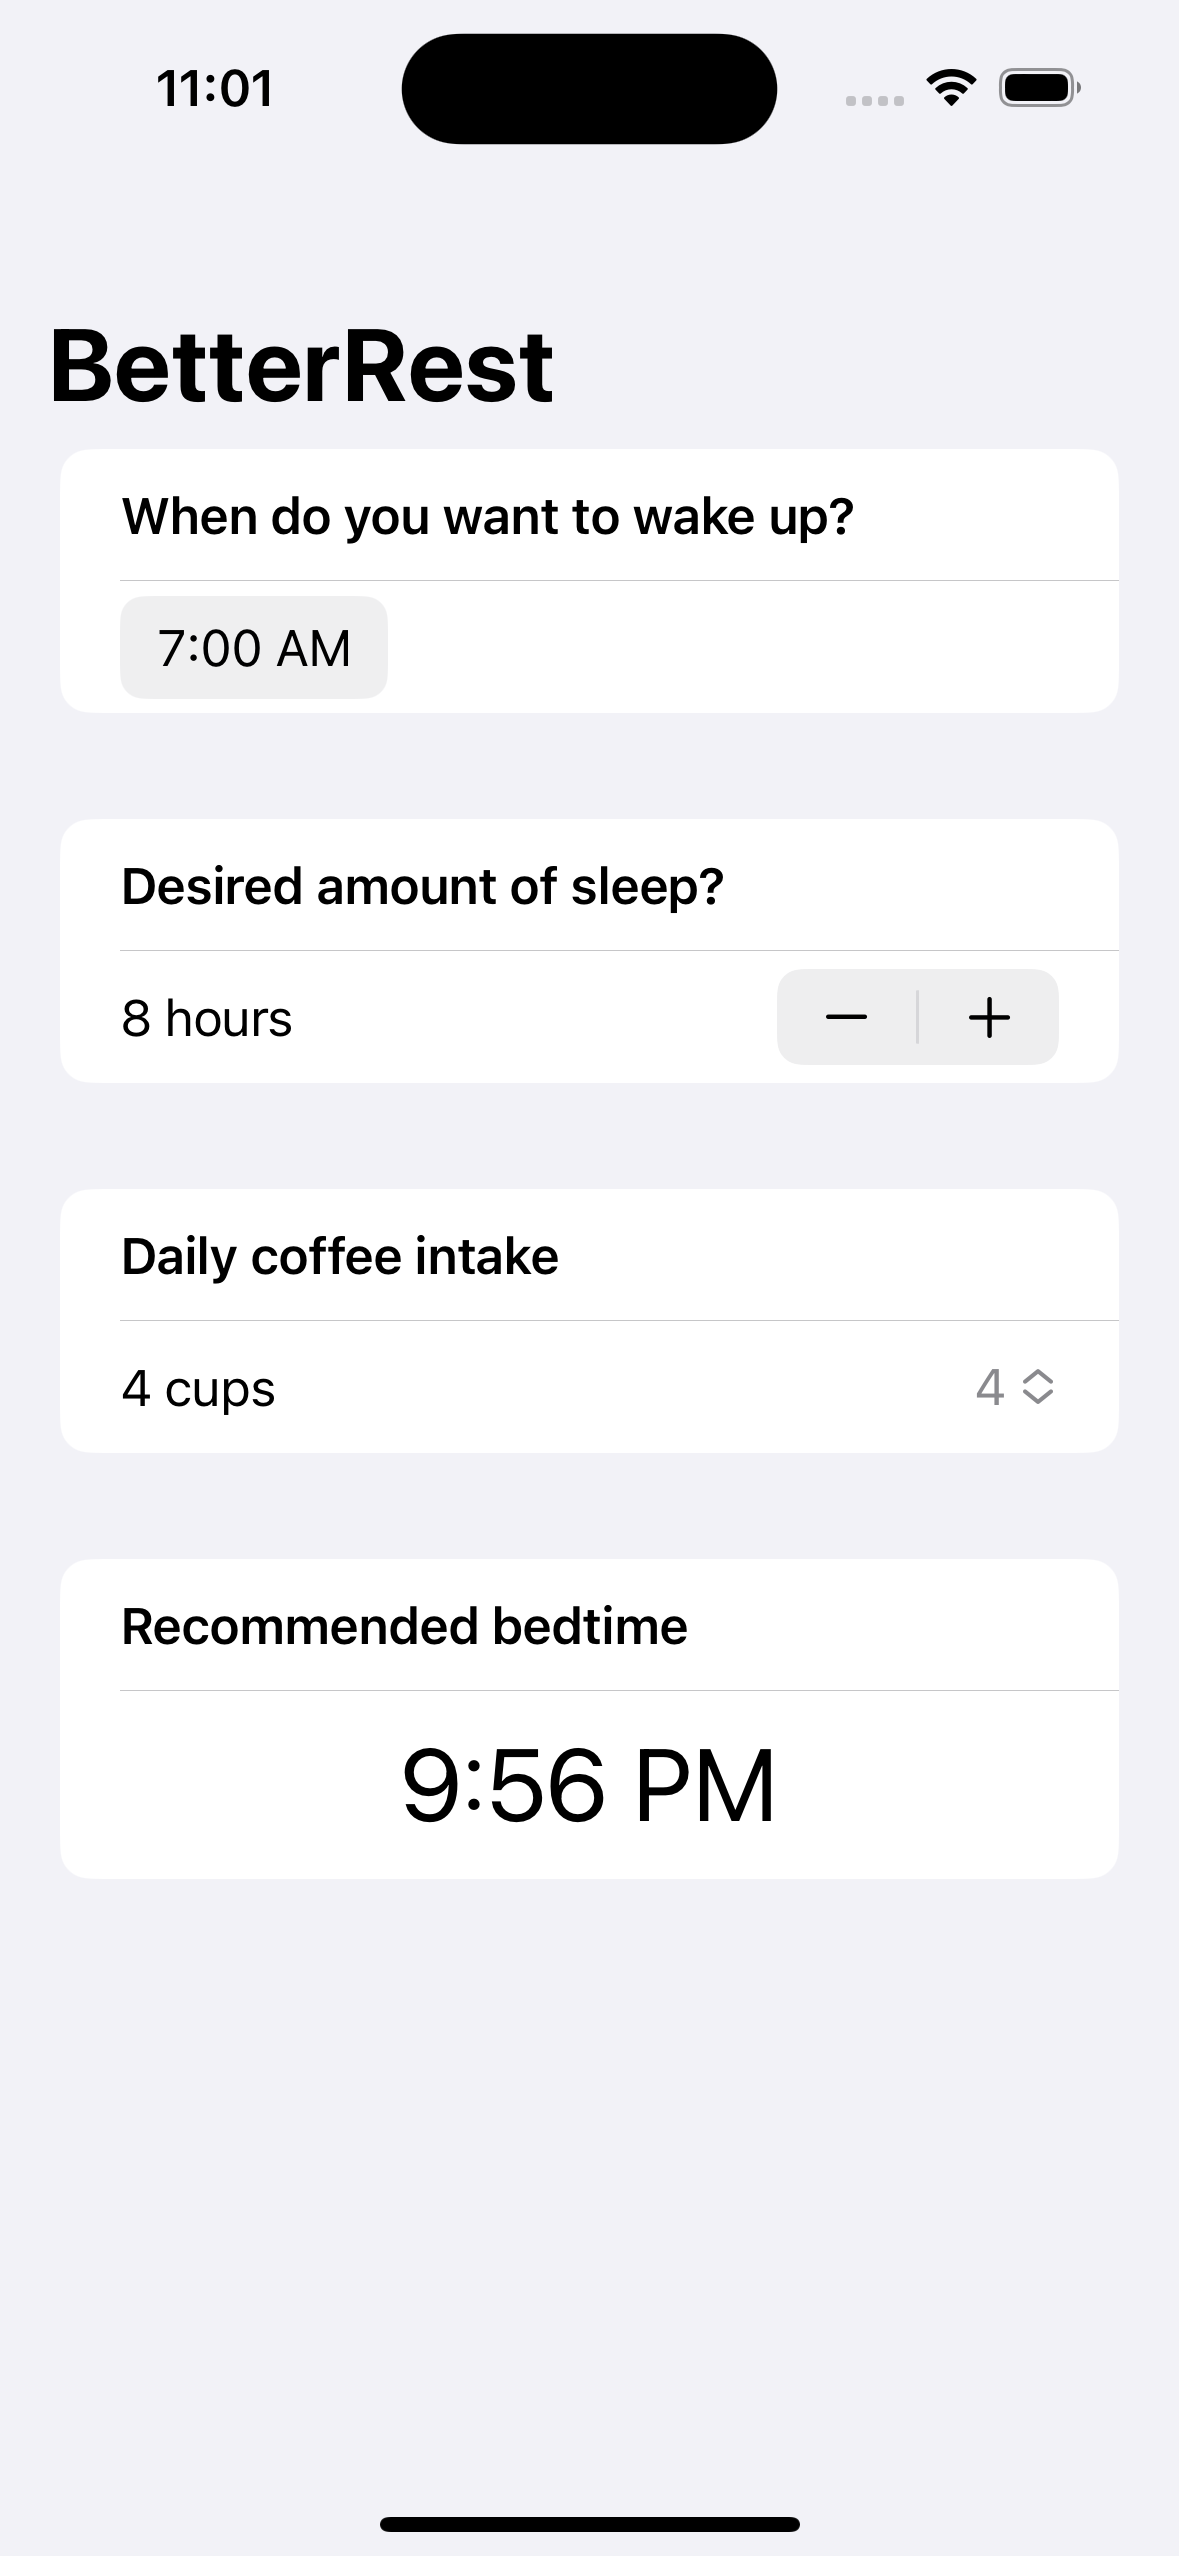 11:01
BetterRest
When do you want to wake up?
7:00 AM
Desired amount of sleep?
8 hours
Daily coffee intake
4 cups 4
Recommended bedtime
9:56 PM